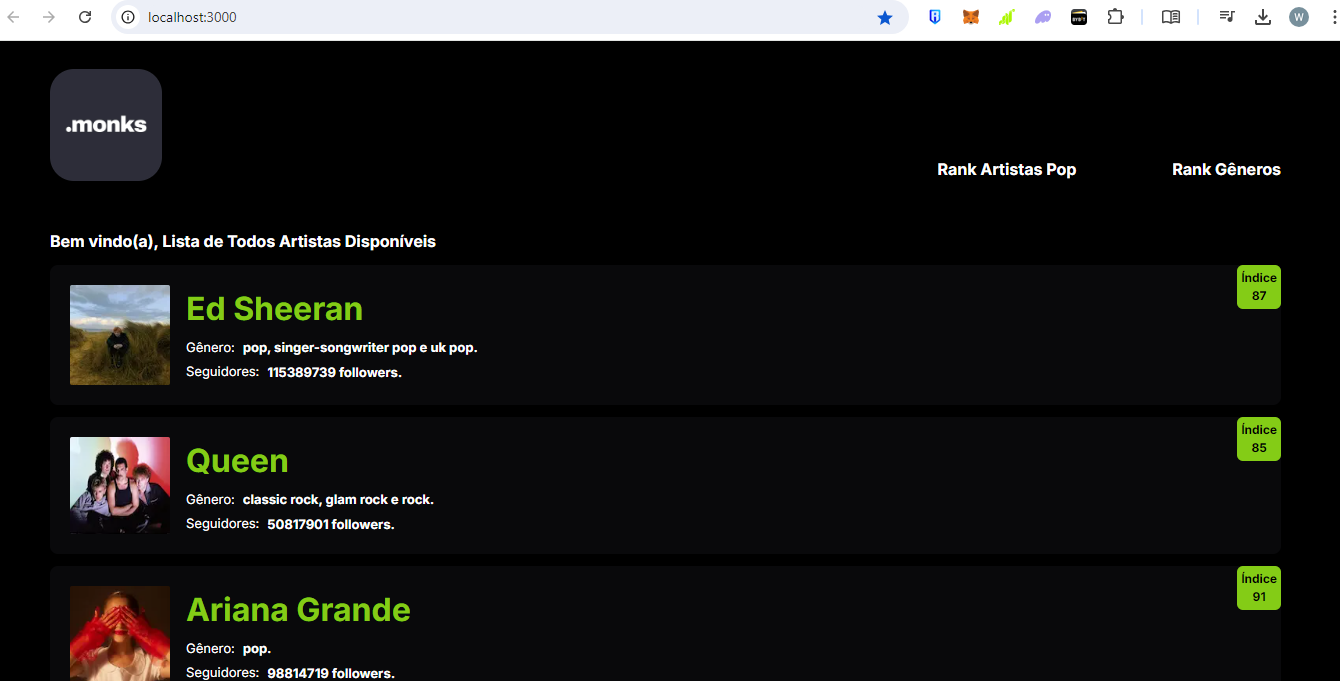 localhost:3000
W
.monks
Rank Artistas Pop
Rank Gêneros
Bem vindo(a), Lista de Todos Artistas Disponíveis
Índice
87
Ed Sheeran
Gênero: pop, singer-songwriter pop e uk pop.
Seguidores: 115389739 followers.
Índice
85
Queen
Gênero: classic rock, glam rock e rock.
Seguidores: 50817901 followers.
Índice
91
Ariana Grande
Gênero: pop.
Seguidores: 98814719 followers.